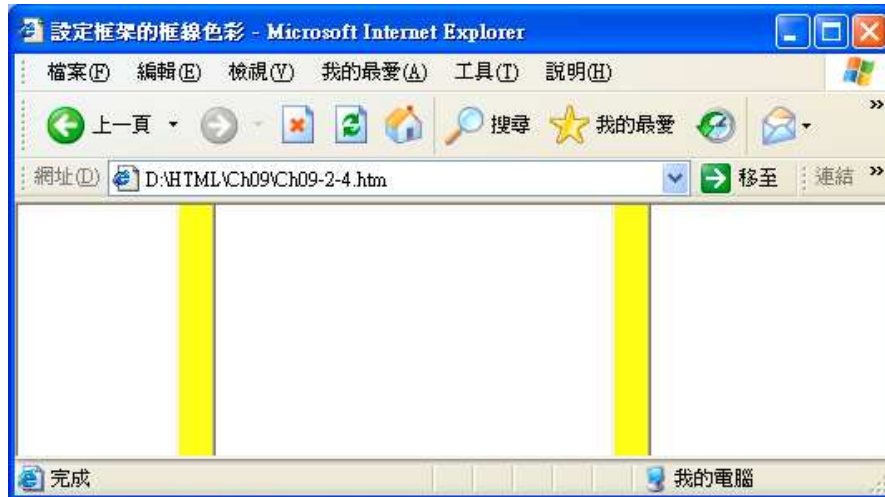 設定框架的框線色彩 - Microsoft Internet Explorer
檔案(F) 編輯(E) 檢視(V) 我的最愛(A) 工具(T) 說明(H)
上一頁 搜尋 我的最愛 »
網址(D) D:\HTML\Ch09\Ch09-2-4.htm 移至 連結 »
完成 我的電腦